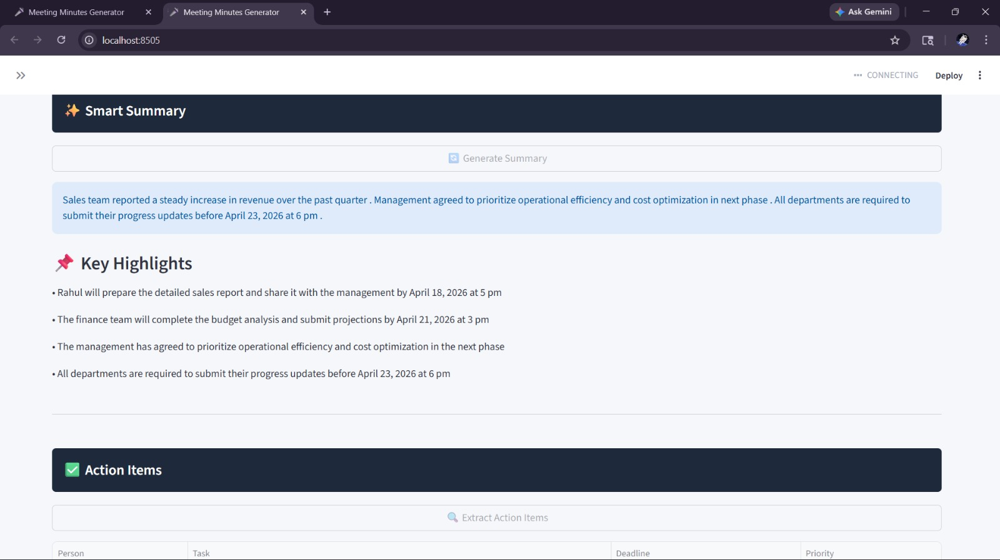 Meeting Minutes Generator
Meeting Minutes Generator
Ask Gemini
localhost:8505
CONNECTING
Deploy
Smart Summary
Generate Summary
Sales team reported a steady increase in revenue over the past quarter . Management agreed to prioritize operational efficiency and cost optimization in next phase . All departments are required to
submit their progress updates before April 23, 2026 at 6 pm .
Key Highlights
• Rahul will prepare the detailed sales report and share it with the management by April 18, 2026 at 5 pm
• The finance team will complete the budget analysis and submit projections by April 21, 2026 at 3 pm
• The management has agreed to prioritize operational efficiency and cost optimization in the next phase
• All departments are required to submit their progress updates before April 23, 2026 at 6 pm
Action Items
Extract Action Items
Person Task Deadline Priority